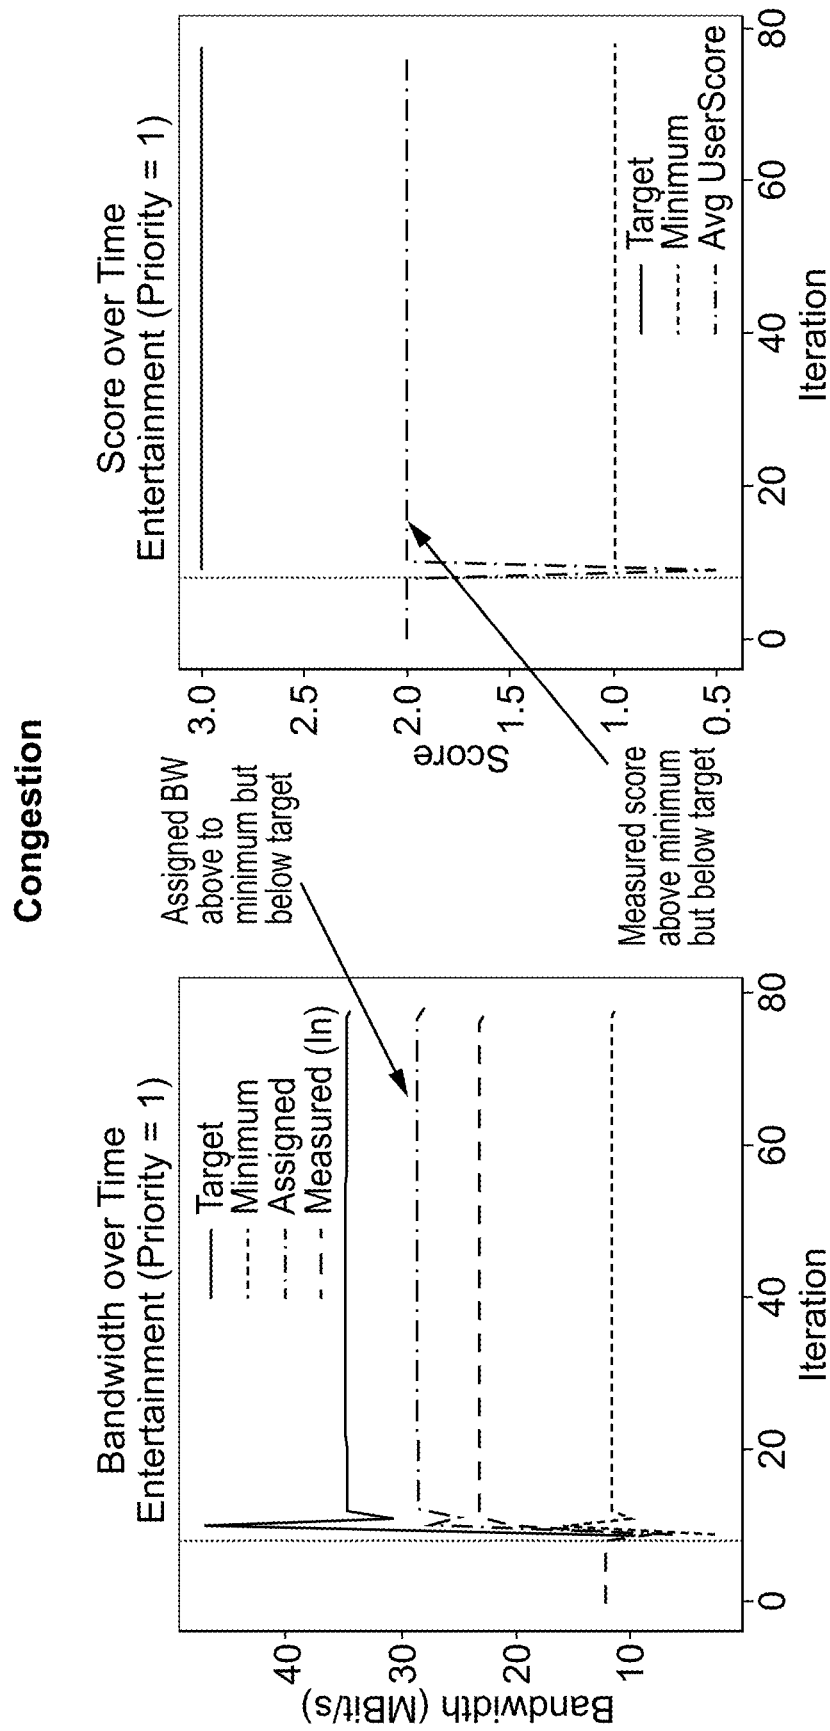 Congestion
Bandwidth over Time
Entertainment (Priority = 1)
Bandwidth (MBit/s)
40
30
20
10
Target
Minimum
Assigned
Measured (In)
0
20
40
60
80
Iteration
Assigned BW
above to
minimum but
below target
Measured score
above minimum
but below target
Score over Time
Entertainment (Priority = 1)
Score
3.0
2.0
1.5
1.0
0.5
Target
Minimum
Avg UserScore
0
20
40
60
80
Iteration